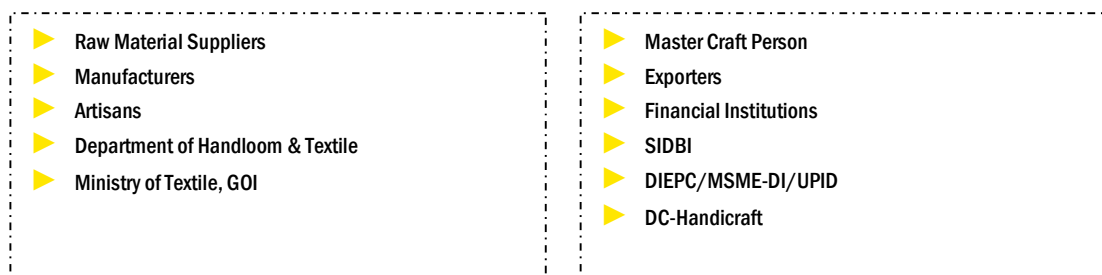 Raw Material Suppliers
Manufacturers
Artisans
Department of Handloom & Textile
Ministry of Textile, GOI
Master Craft Person
Exporters
Financial Institutions
SIDBI
DIEPC/MSME-DI/UPID
DC-Handicraft